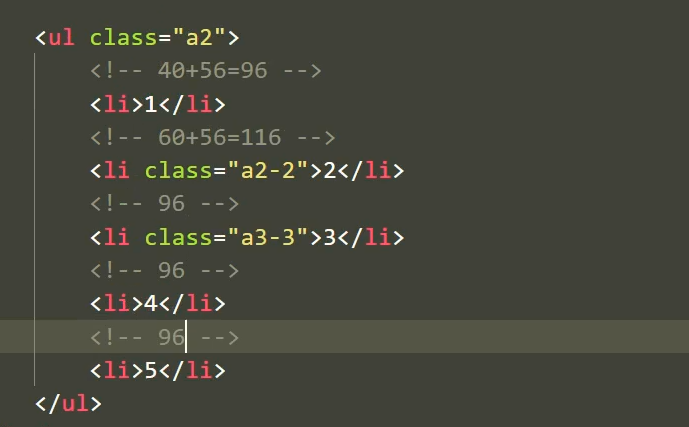 <ul class="a2">
<!-- 40+56=96 -->
<li>1</li>
<!-- 60+56=116 -->
<li class="a2-2">2</li>
<!-- 96 -->
<li class="a3-3">3</li>
<!-- 96 -->
<li>4</li>
<!-- 96 -->
<li>5</li>
</ul>